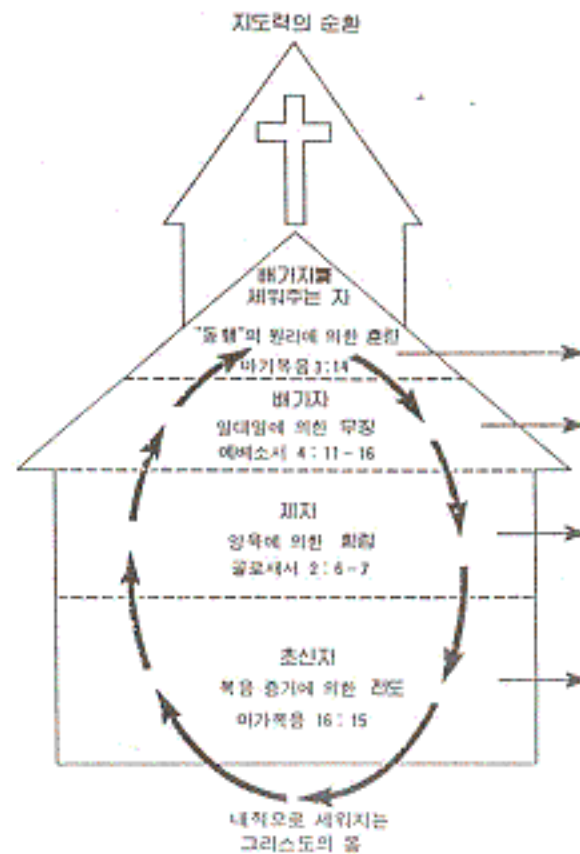 지도력의 순환
배가자를
세워주는 자
"동행"의 원리에 의한 훈련
마가복음 3:14
배가자
일대일에 의한 무장
에베소서 4 : 11-16
제자
양육에 의한 확립
골로새서 2 : 6-7
초신자
복음 증거에 의한 전도
마가복음 16 : 15
내적으로 세워지는
그리스도의 몸